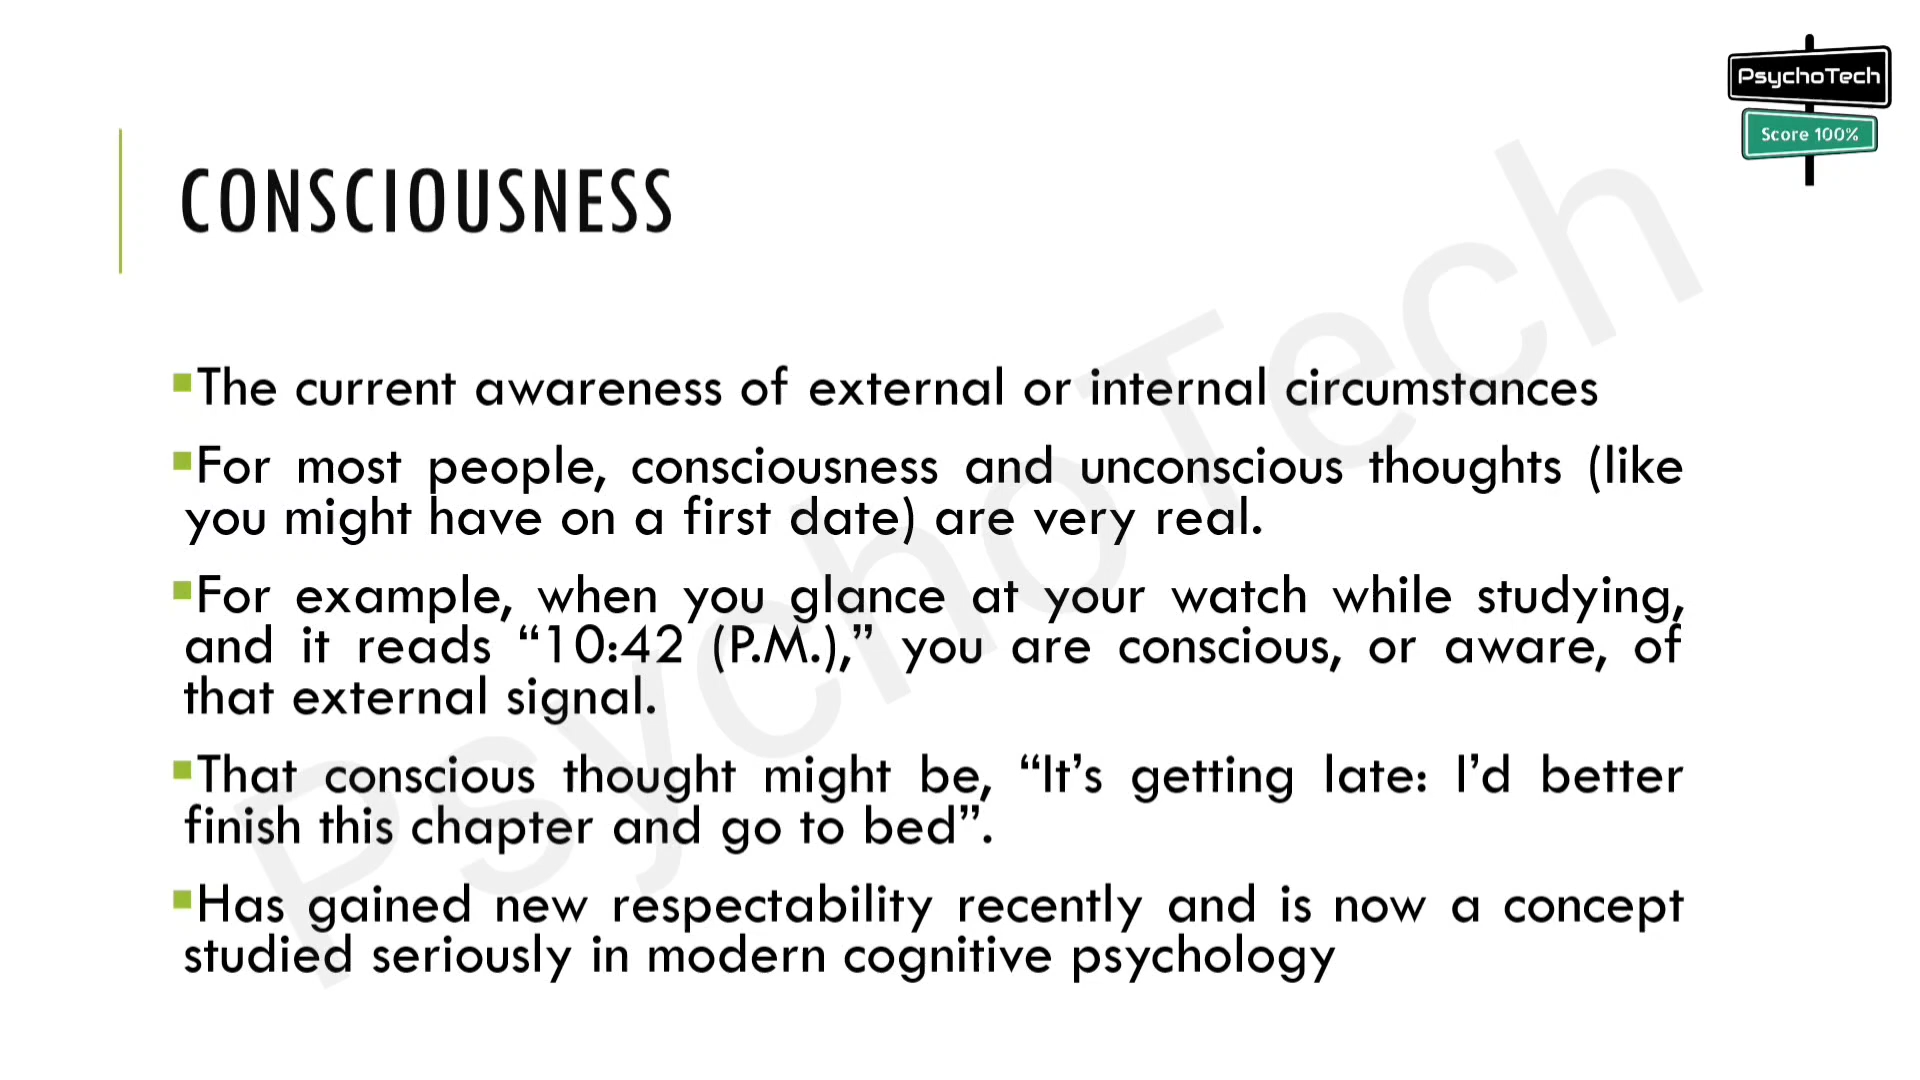 PsychoTech
Score 100%
CONSCIOUSNESS
▪The current awareness of external or internal circumstances
▪For most people, consciousness and unconscious thoughts (like
you might have on a first date) are very real.
▪For example, when you glance at your watch while studying,
and it reads “10:42 (P.M.),” you are conscious, or aware, of
that external signal.
▪That conscious thought might be, “It’s getting late: I’d better
finish this chapter and go to bed”.
▪Has gained new respectability recently and is now a concept
studied seriously in modern cognitive psychology
PsychoTech